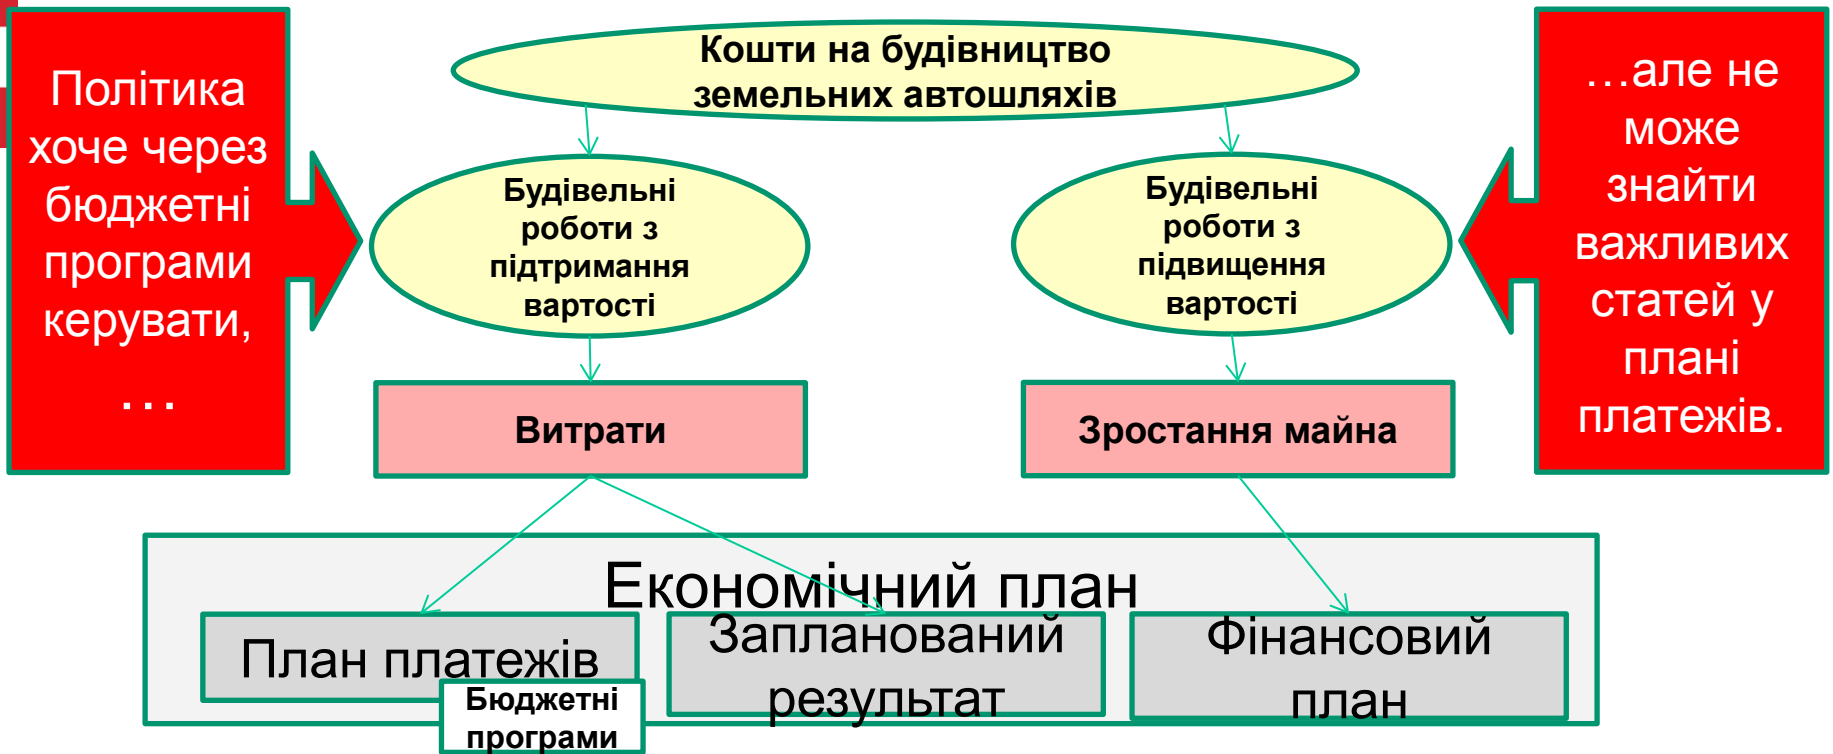 Політика
хоче через
бюджетні
програми
керувати,
…
Кошти на будівництво
земельних автошляхів
…але не
може
знайти
важливих
статей у
плані
платежів.
Будівельні
роботи з
підтримання
вартості
Будівельні
роботи з
підвищення
вартості
Витрати
Зростання майна
Економічний план
План платежів
Бюджетні
програми
Запланований
результат
Фінансовий
план